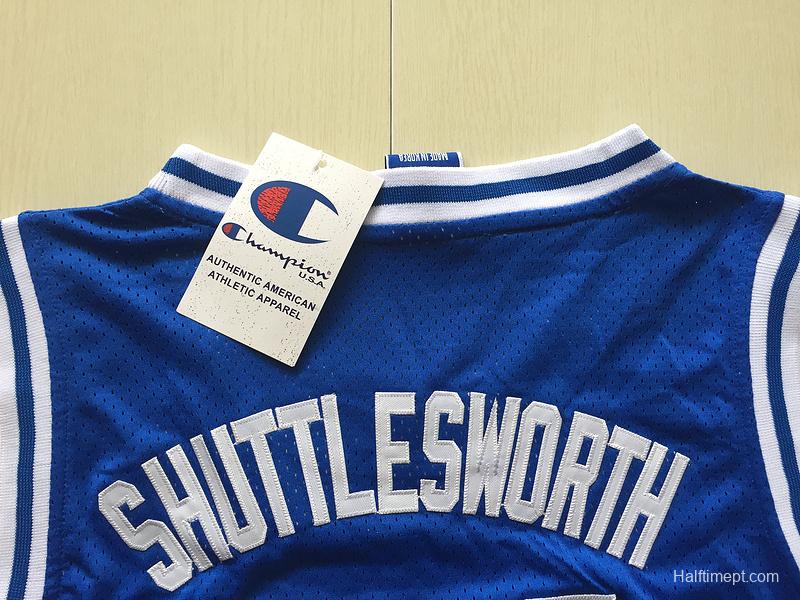 MADE IN KOREA
Champion®
U.S.A.
AUTHENTIC AMERICAN
ATHLETIC APPAREL
SHUTTLESWORTH
Halftimept.com